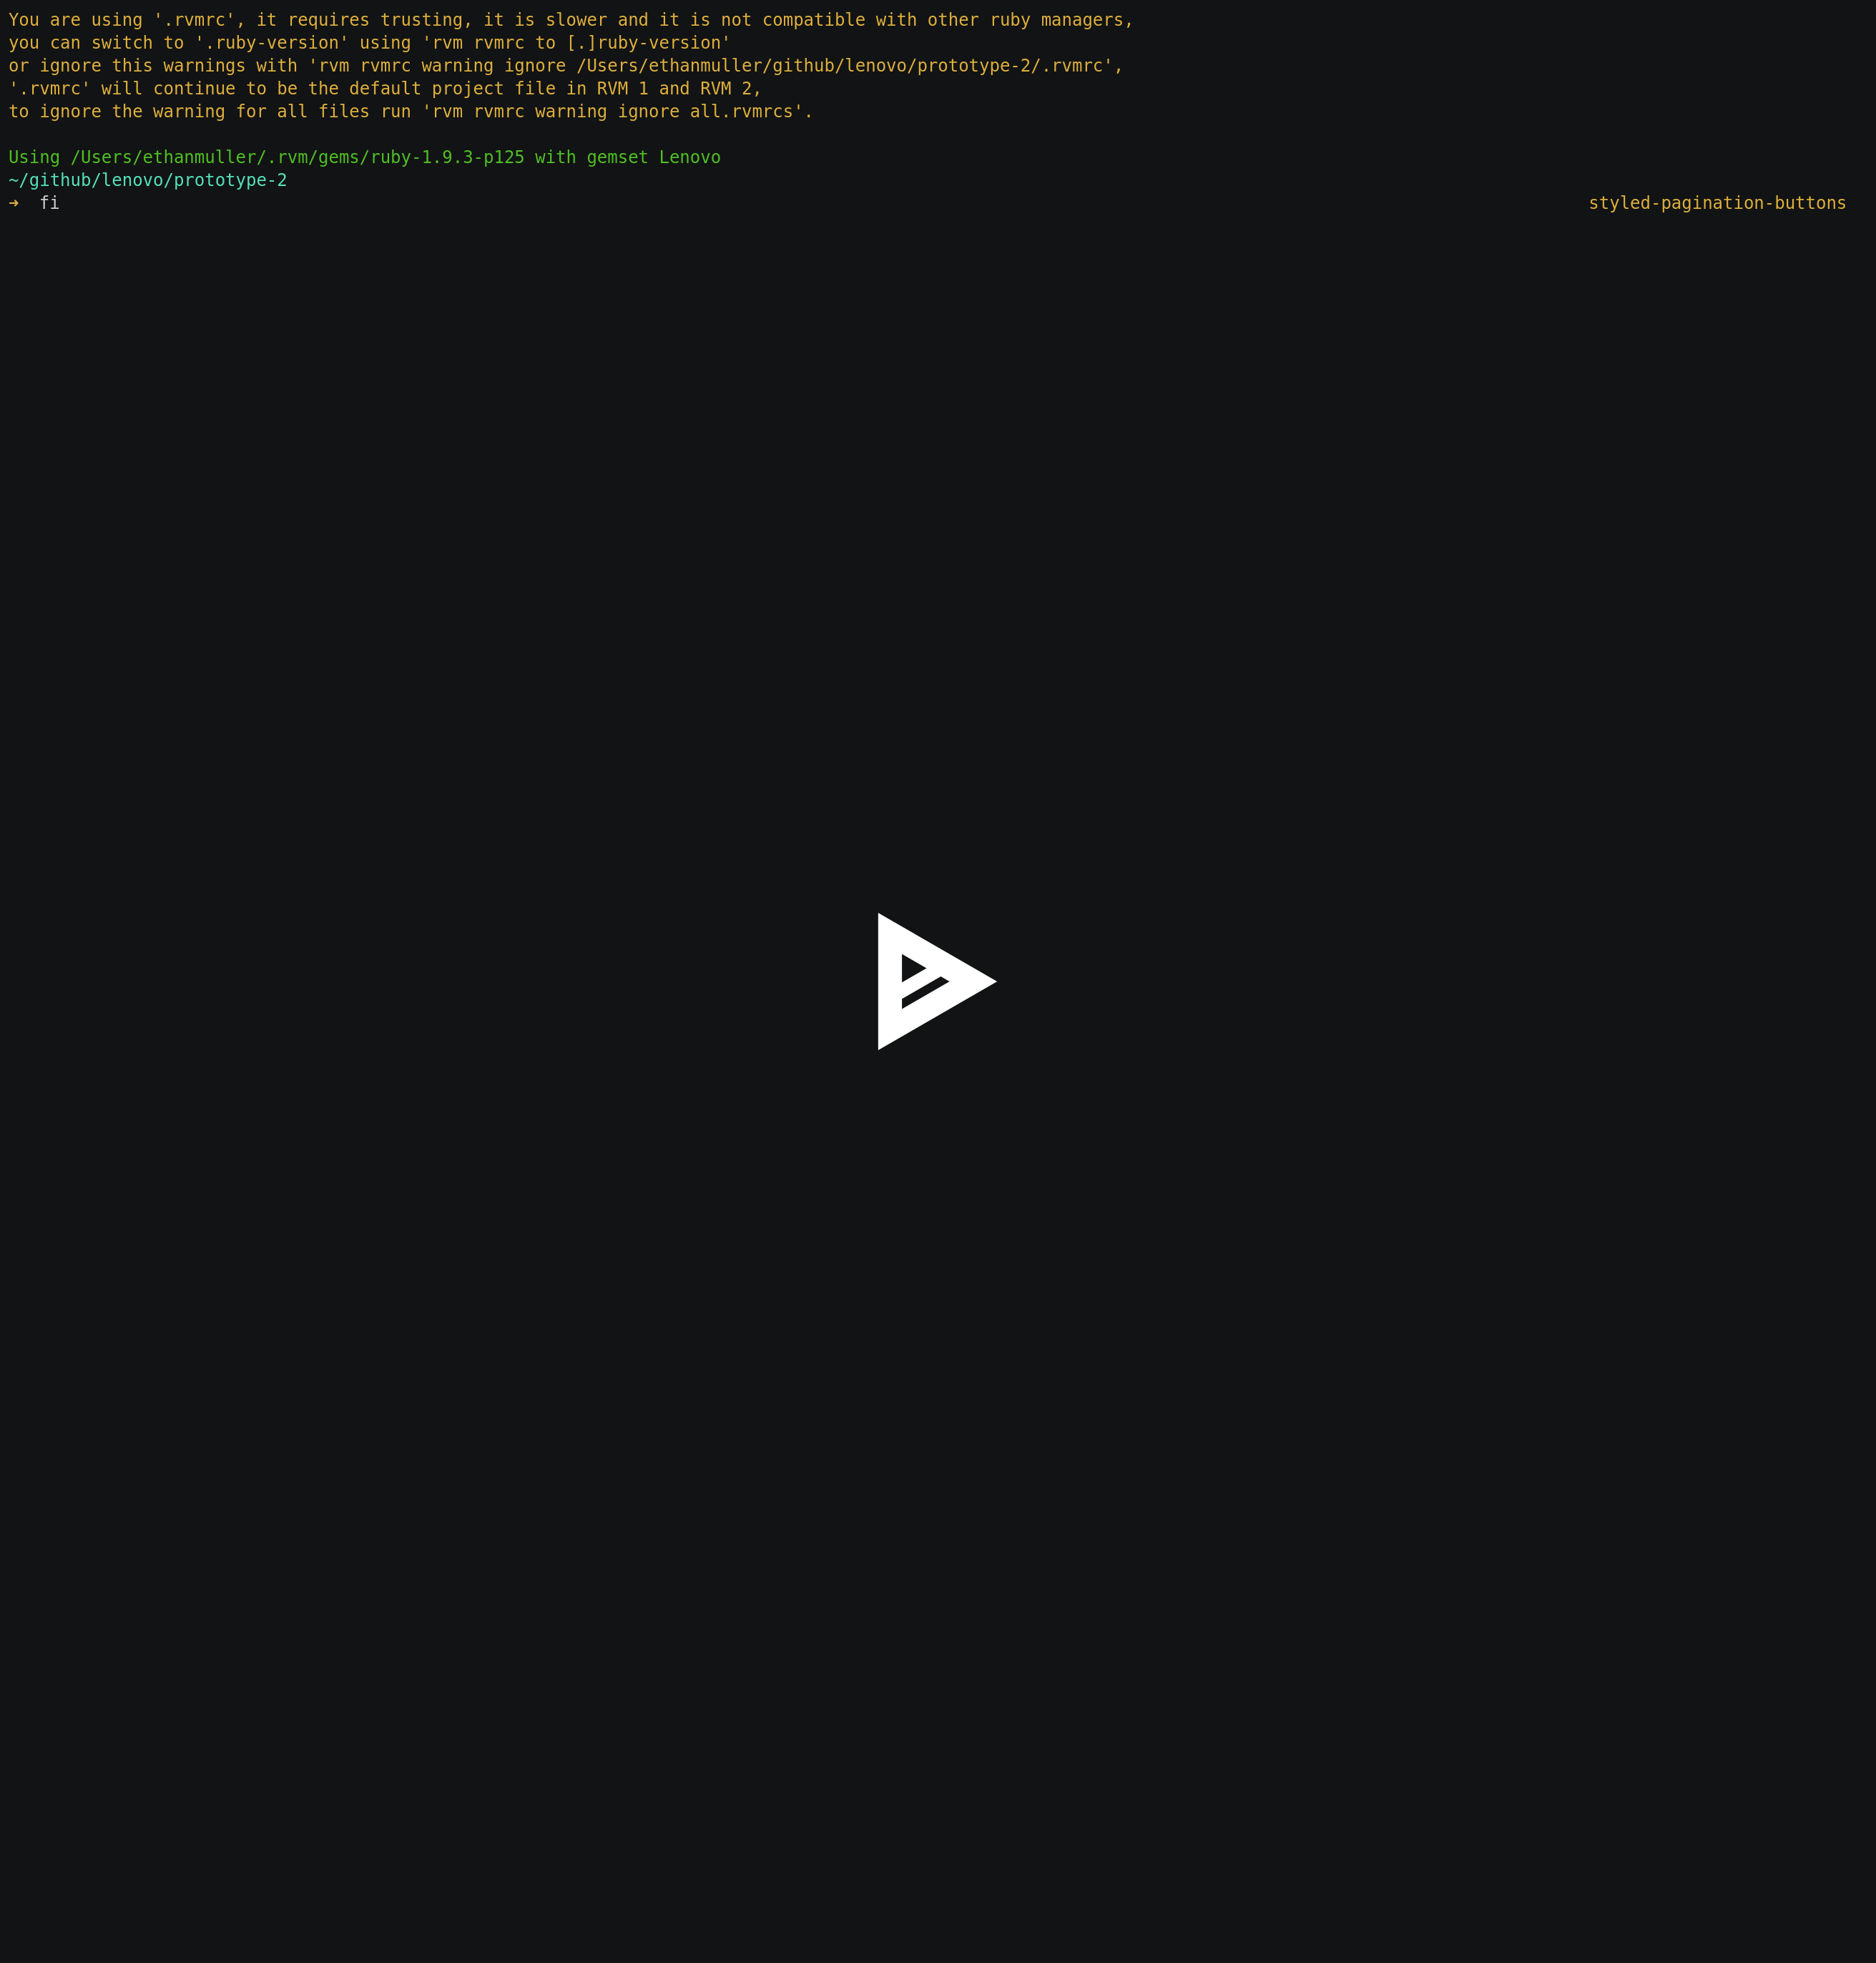 You are using '.rvmrc', it requires trusting, it is slower and it is not compatible with other ruby managers,
you can switch to '.ruby-version' using 'rvm rvmrc to [.]ruby-version'
or ignore this warnings with 'rvm rvmrc warning ignore /Users/ethanmuller/github/lenovo/prototype-2/.rvmrc',
'.rvmrc' will continue to be the default project file in RVM 1 and RVM 2,
to ignore the warning for all files run 'rvm rvmrc warning ignore all.rvmrcs'.
Using /Users/ethanmuller/.rvm/gems/ruby-1.9.3-p125 with gemset Lenovo
~/github/lenovo/prototype-2
➜  fi styled-pagination-buttons